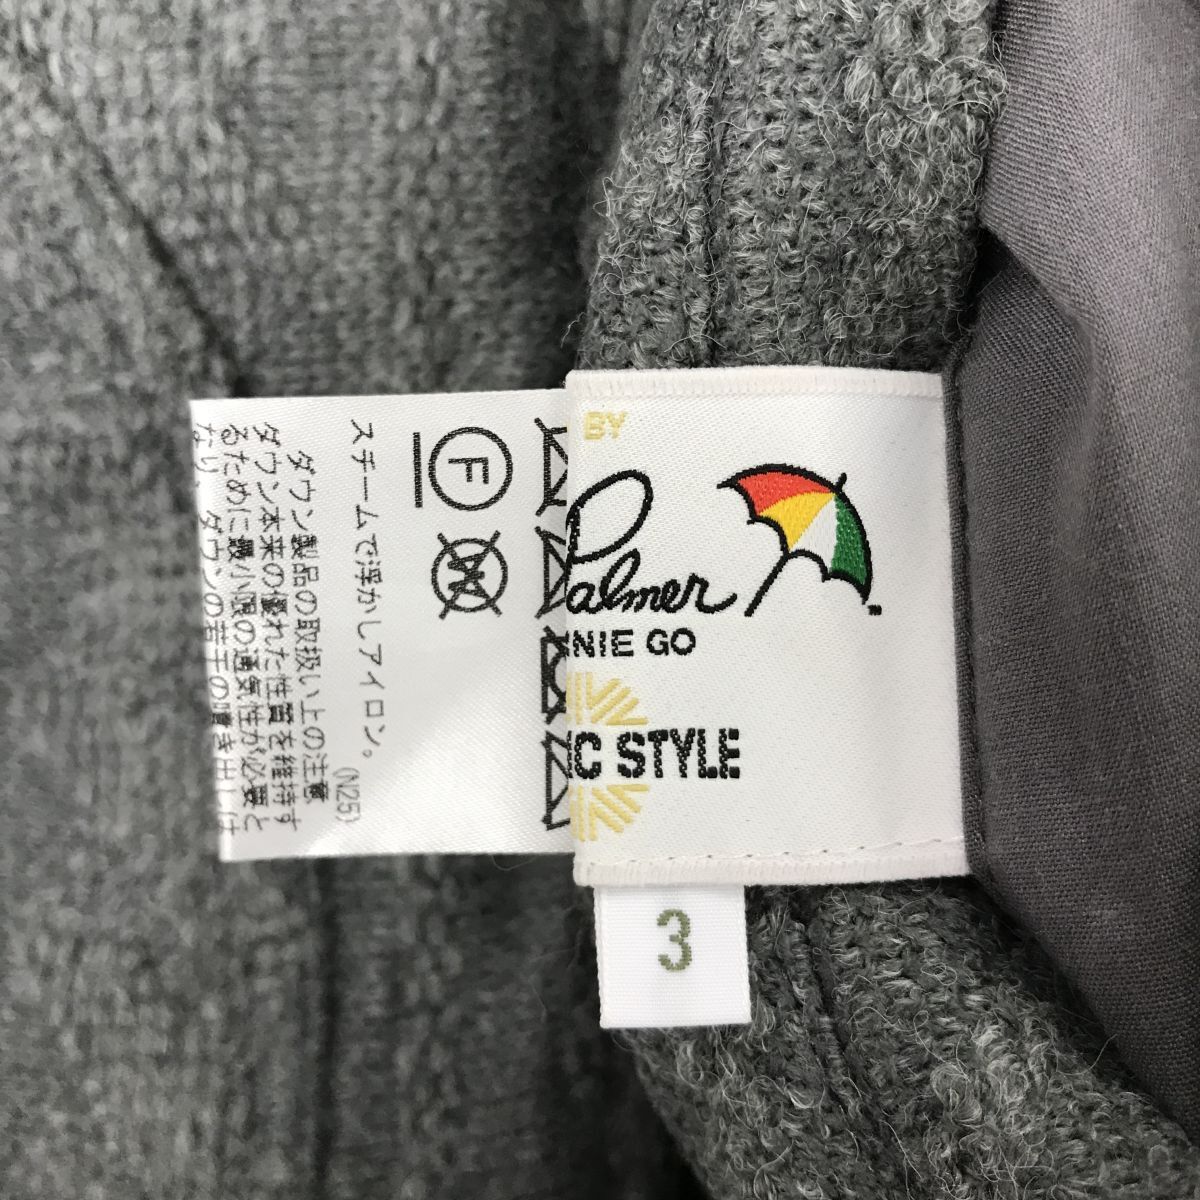 BY
Palmer
NIE GO
IC STYLE
3
F
W
スチームで浮かしアイロン。
(N25)
ダウン製品の取扱い上の注意
ダウン本来の優れた性質を維持す
るために最小限の通気性が必要と
なり、ダウンの若干の噴き出しは